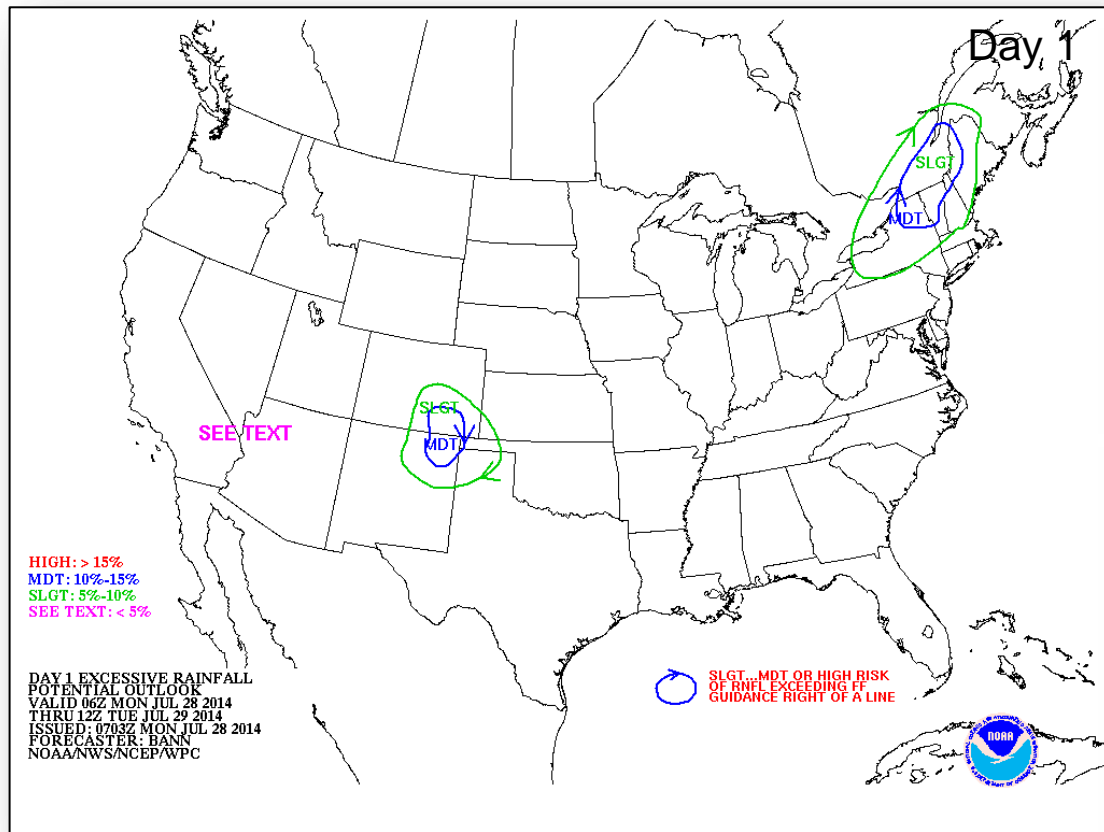 Day 1
SLGT
MDT
SLGT
MDT
SEE TEXT
HIGH: > 15%
MDT: 10%-15%
SLGT: 5%-10%
SEE TEXT: < 5%
DAY 1 EXCESSIVE RAINFALL
POTENTIAL OUTLOOK
VALID 06Z MON JUL 28 2014
THRU 12Z TUE JUL 29 2014
ISSUED: 0703Z MON JUL 28 2014
FORECASTER: BANN
NOAA/NWS/NCEP/WPC
SLGT...MDT OR HIGH RISK
OF RNFL EXCEEDING FF
GUIDANCE RIGHT OF A LINE
NOAA